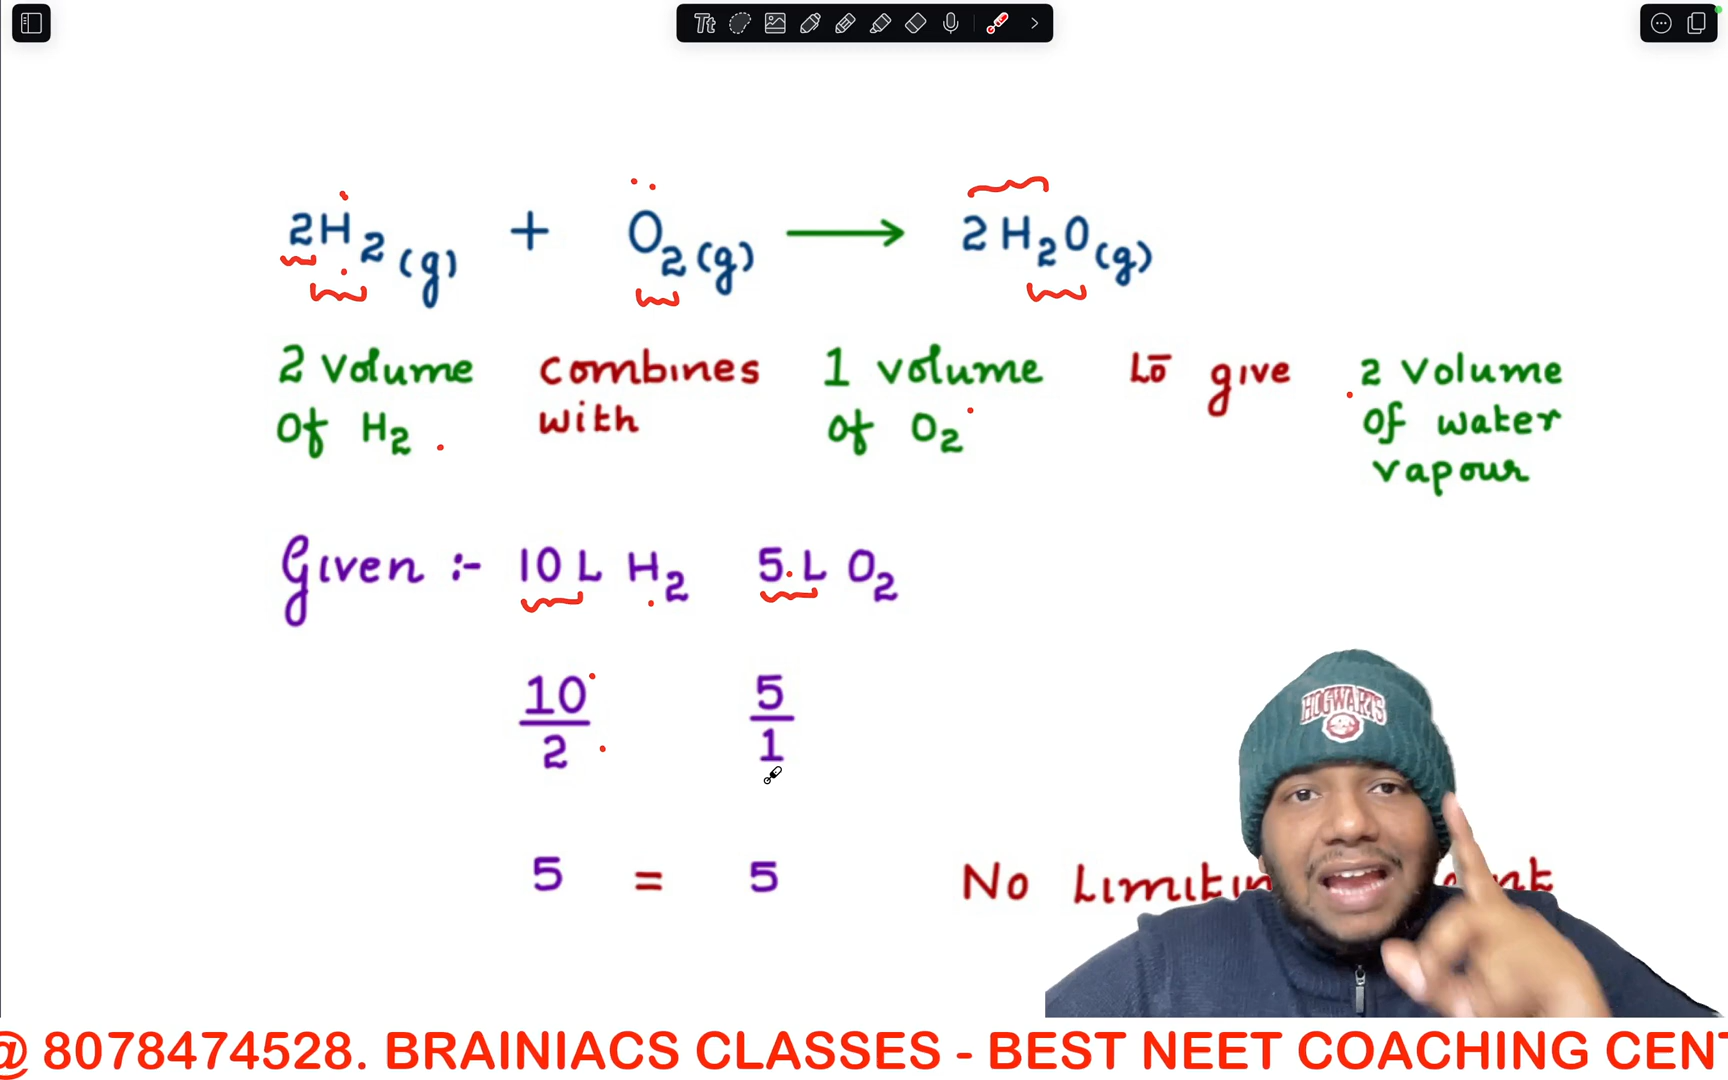 2H2(g) + O2(g) → 2H2O(g)
2 volume combines 1 volume to give 2 volume
of H2 with of O2 of water
vapour
Given :- 10 L H2 5 L O2
10/2 5/1
5 = 5 No
HOGWARTS
@ 8078474528. BRAINIACS CLASSES - BEST NEET COACHING CEN